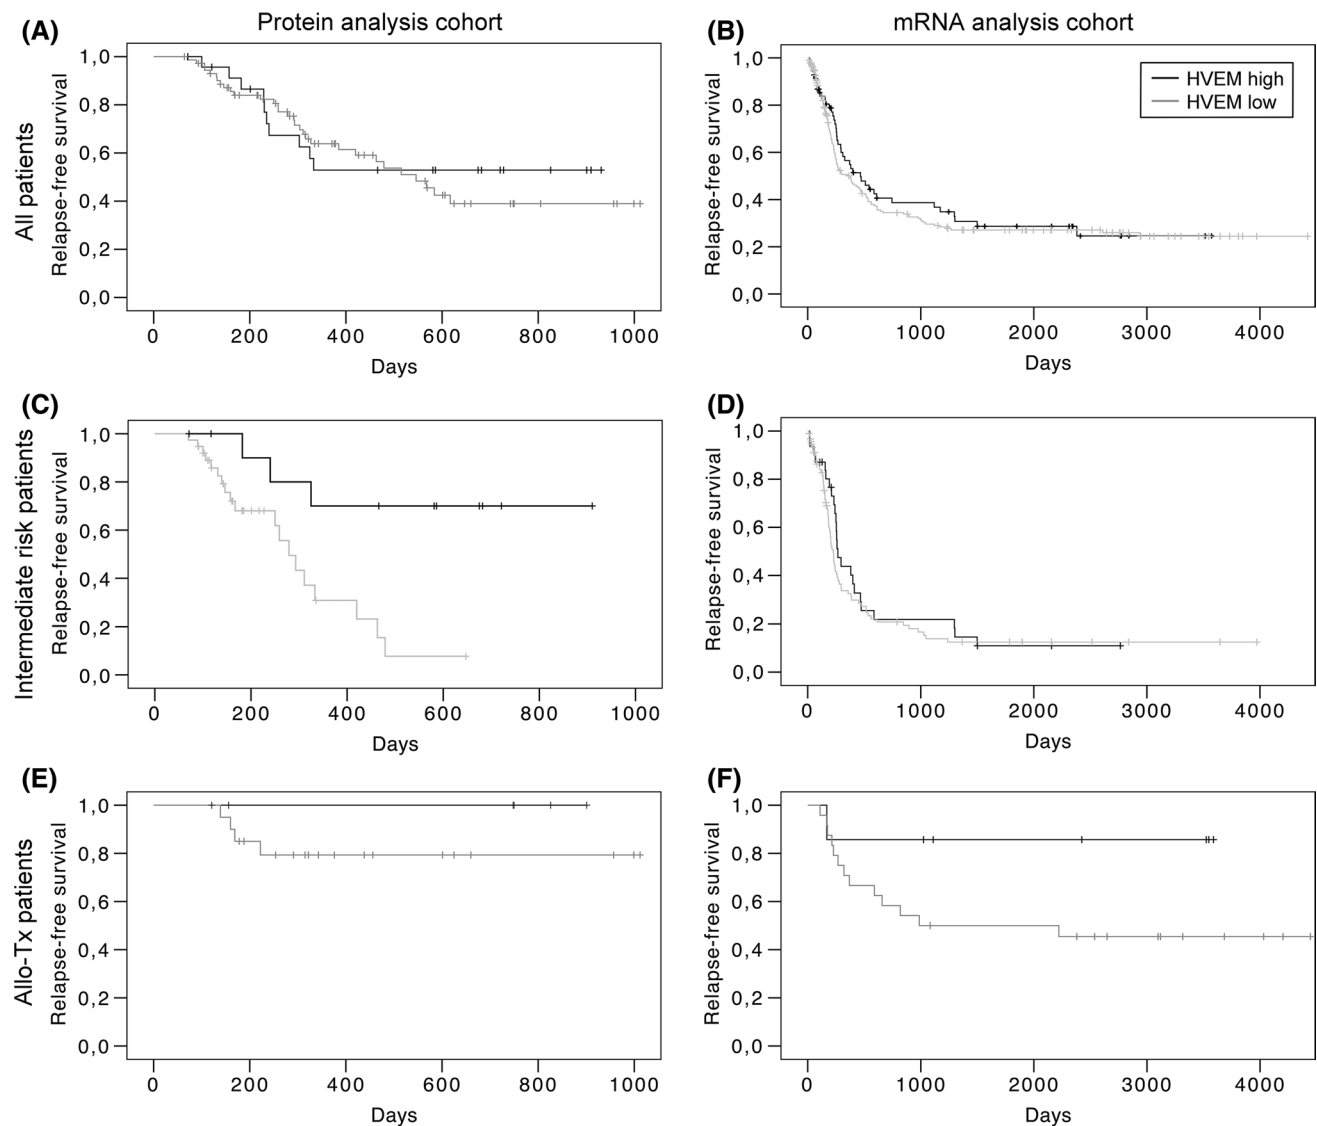 Protein analysis cohort
mRNA analysis cohort
(A)
All patients
Relapse-free survival
1,0
0,8
0,6
0,4
0,2
0,0
0 200 400 600 800 1000
Days
(B)
Relapse-free survival
1,0
0,8
0,6
0,4
0,2
0,0
HVEM high
HVEM low
0 1000 2000 3000 4000
Days
(C)
Intermediate risk patients
Relapse-free survival
1,0
0,8
0,6
0,4
0,2
0,0
0 200 400 600 800 1000
Days
(D)
Relapse-free survival
1,0
0,8
0,6
0,4
0,2
0,0
0 1000 2000 3000 4000
Days
(E)
Allo-Tx patients
Relapse-free survival
1,0
0,8
0,6
0,4
0,2
0,0
0 200 400 600 800 1000
Days
(F)
Relapse-free survival
1,0
0,8
0,6
0,4
0,2
0,0
0 1000 2000 3000 4000
Days